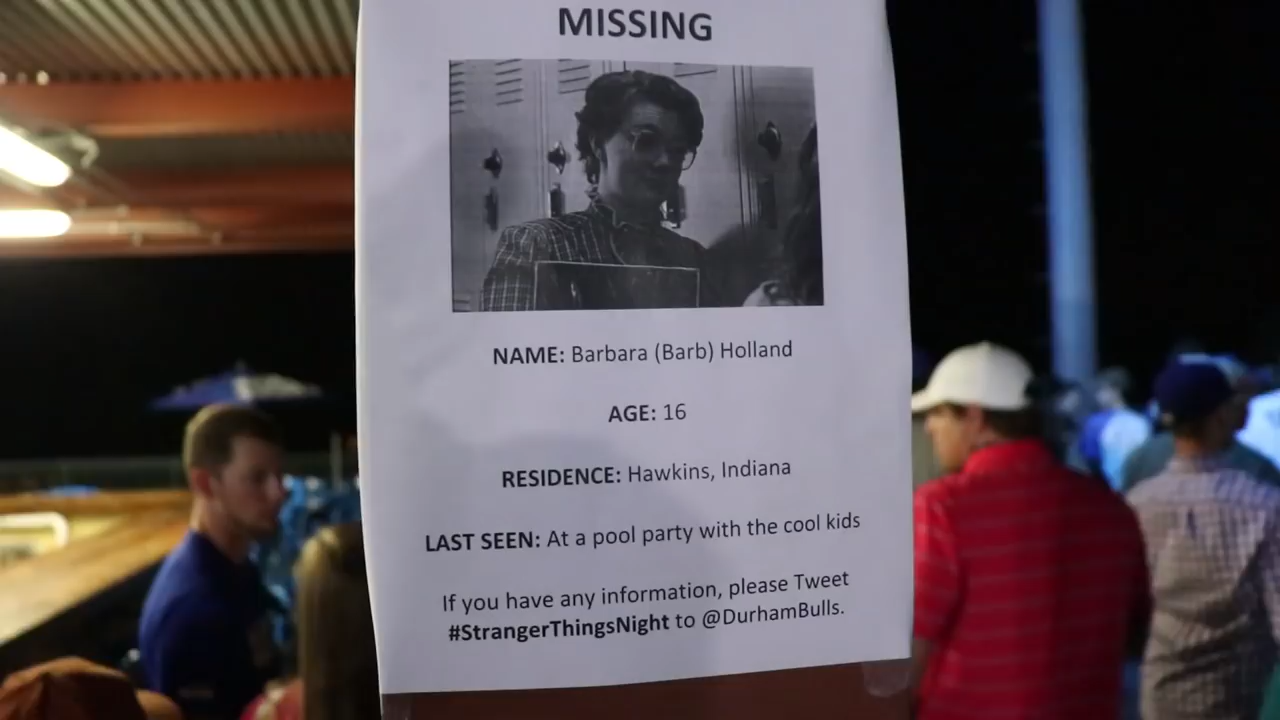 MISSING
NAME: Barbara (Barb) Holland
AGE: 16
RESIDENCE: Hawkins, Indiana
LAST SEEN: At a pool party with the cool kids
If you have any information, please Tweet
#StrangerThingsNight to @DurhamBulls.